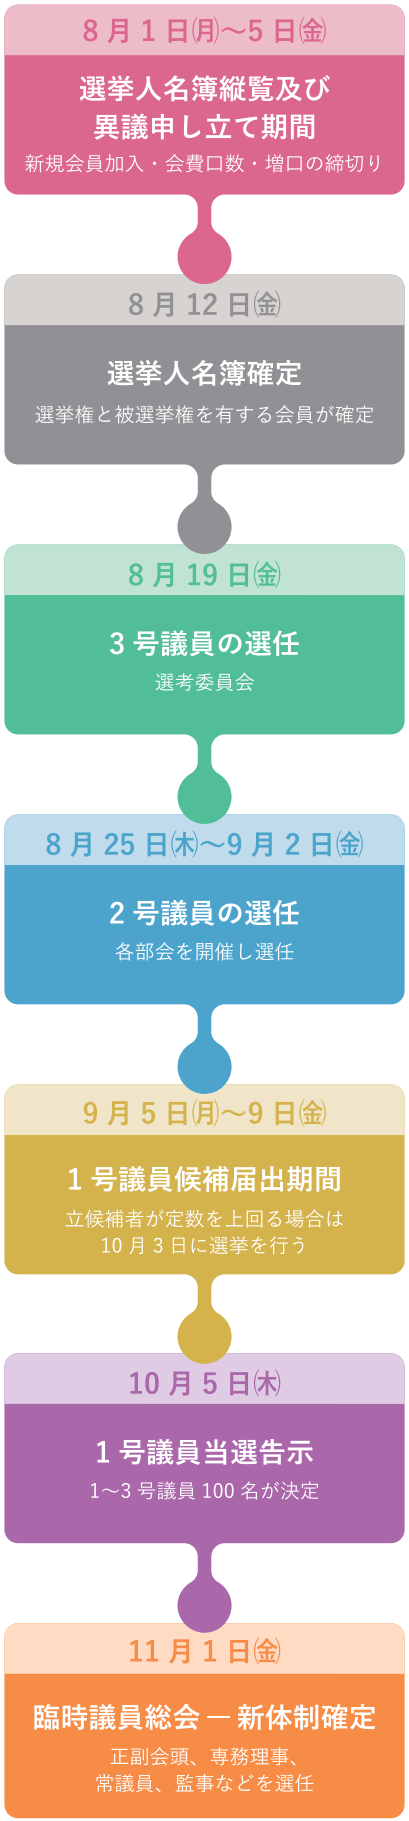 8月1日㈪〜5日㈮
選挙人名簿縦覧及び
異議申し立て期間
新規会員加入・会費口数・増口の締切り
8月12日㈮
選挙人名簿確定
選挙権と被選挙権を有する会員が確定
8月19日㈮
3号議員の選任
選考委員会
8月25日㈭〜9月2日㈮
2号議員の選任
各部会を開催し選任
9月5日㈪〜9日㈮
1号議員候補届出期間
立候補者が定数を上回る場合は
10月3日に選挙を行う
10月5日㈭
1号議員当選告示
1〜3号議員100名が決定
11月1日㈮
臨時議員総会 ー 新体制確定
正副会頭、専務理事、
常議員、監事などを選任